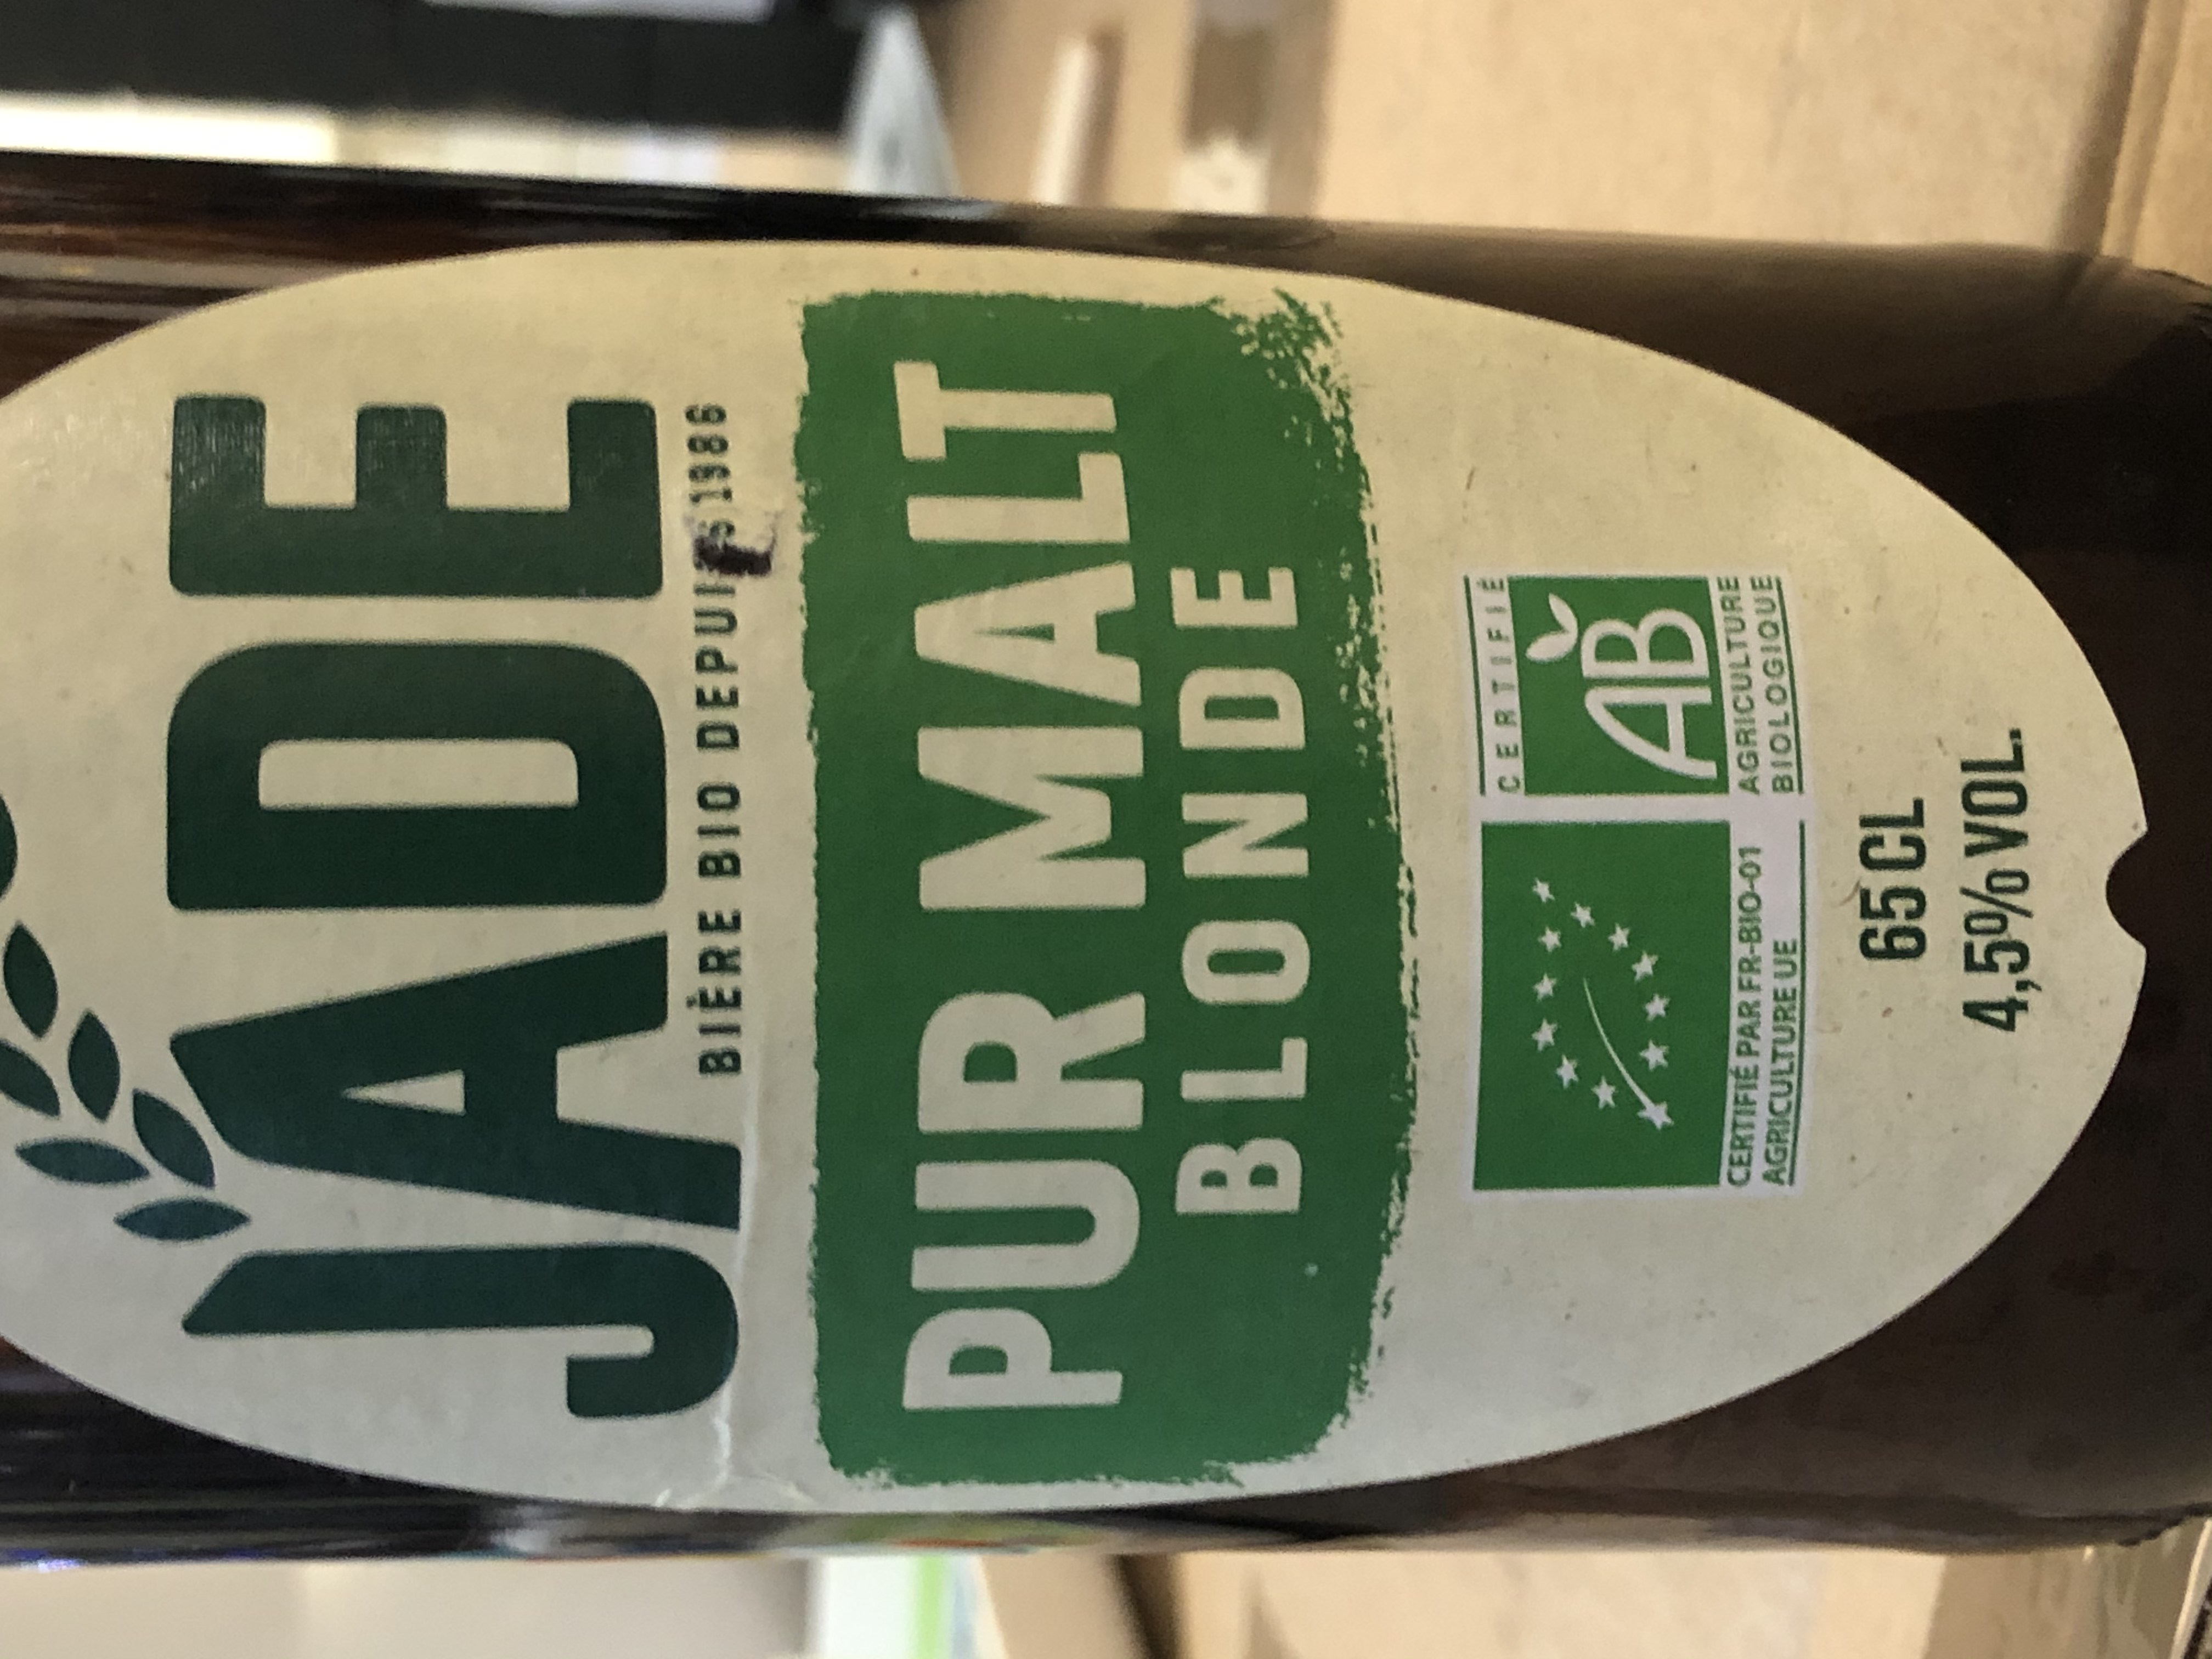 JADE
BIÈRE BIO DEPUIS 1986
PUR MALT
BLONDE
CERTIFIÉ PAR FR-BIO-01
AGRICULTURE UE
CERTIFIÉ
AB
AGRICULTURE
BIOLOGIQUE
65 CL
4,5% VOL.